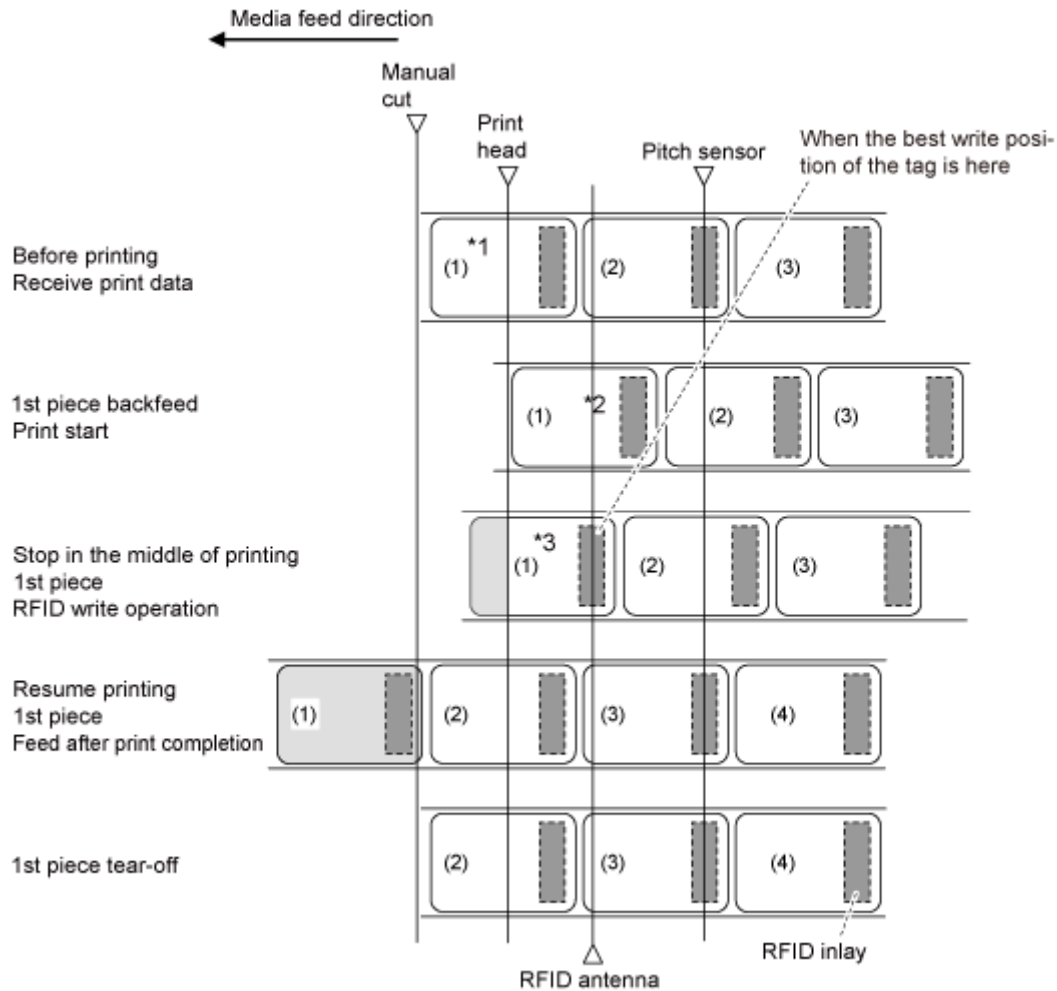 Media feed direction
Manual
cut
Print
head
Pitch sensor
When the best write posi-
tion of the tag is here
Before printing
Receive print data
(1) *1
(2)
(3)
1st piece backfeed
Print start
(1)
*2
(2)
(3)
Stop in the middle of printing
1st piece
RFID write operation
(1) *3
(2)
(3)
Resume printing
1st piece
Feed after print completion
(1)
(2)
(3)
(4)
1st piece tear-off
(2)
(3)
(4)
RFID antenna
RFID inlay